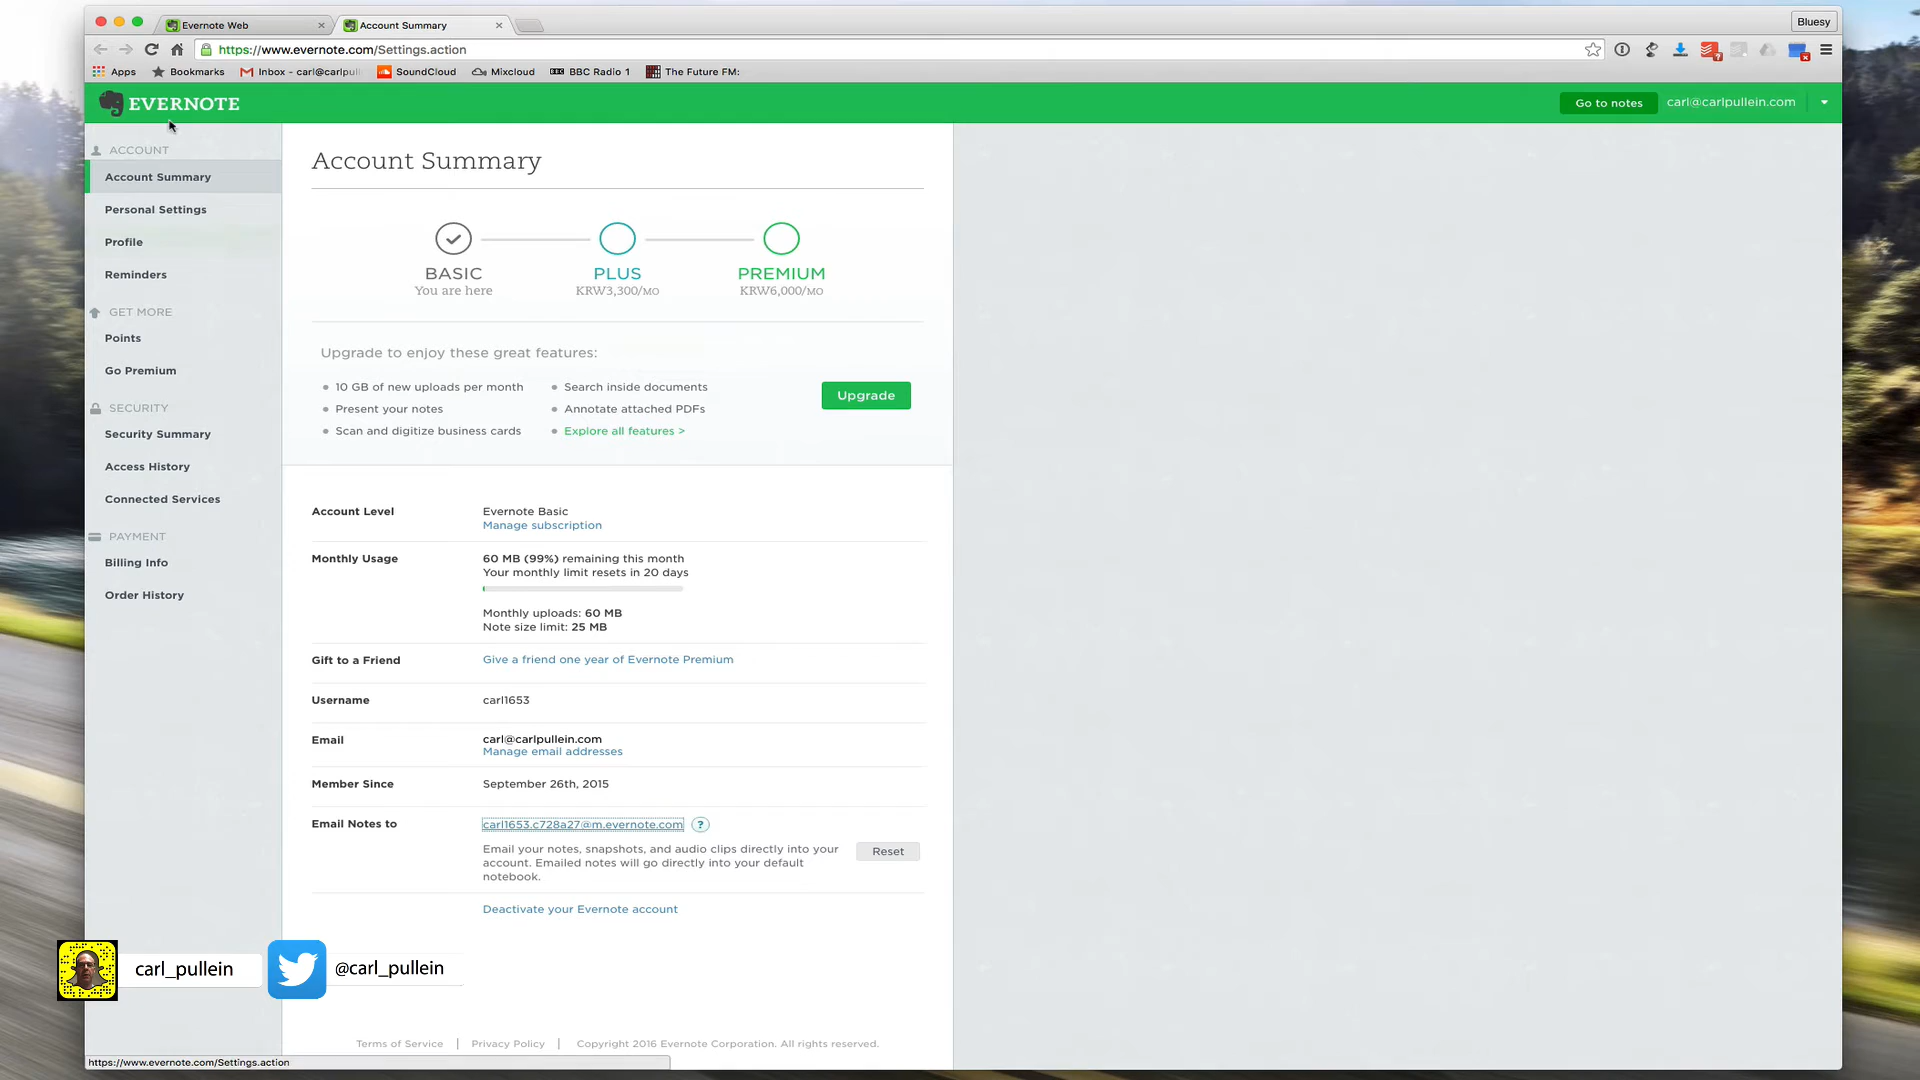 Evernote Web
Account Summary
Bluesy
https://www.evernote.com/Settings.action
Apps
Bookmarks
Inbox - carl@carlpull
SoundCloud
Mixcloud
BBC Radio 1
The Future FM:
EVERNOTE
Go to notes
carl@carlpullein.com
ACCOUNT
Account Summary
Personal Settings
Profile
Reminders
GET MORE
Points
Go Premium
SECURITY
Security Summary
Access History
Connected Services
PAYMENT
Billing Info
Order History
Account Summary
BASIC
You are here
PLUS
KRW3,300/MO
PREMIUM
KRW6,000/MO
Upgrade to enjoy these great features:
10 GB of new uploads per month
Present your notes
Scan and digitize business cards
Search inside documents
Annotate attached PDFs
Explore all features >
Upgrade
Account Level
Evernote Basic
Manage subscription
Monthly Usage
60 MB (99%) remaining this month
Your monthly limit resets in 20 days
Monthly uploads: 60 MB
Note size limit: 25 MB
Gift to a Friend
Give a friend one year of Evernote Premium
Username
carl1653
Email
carl@carlpullein.com
Manage email addresses
Member Since
September 26th, 2015
Email Notes to
carl1653.c728a27@m.evernote.com
?
Email your notes, snapshots, and audio clips directly into your
account. Emailed notes will go directly into your default
notebook.
Reset
Deactivate your Evernote account
carl_pullein
@carl_pullein
Terms of Service
Privacy Policy
Copyright 2016 Evernote Corporation. All rights reserved.
https://www.evernote.com/Settings.action